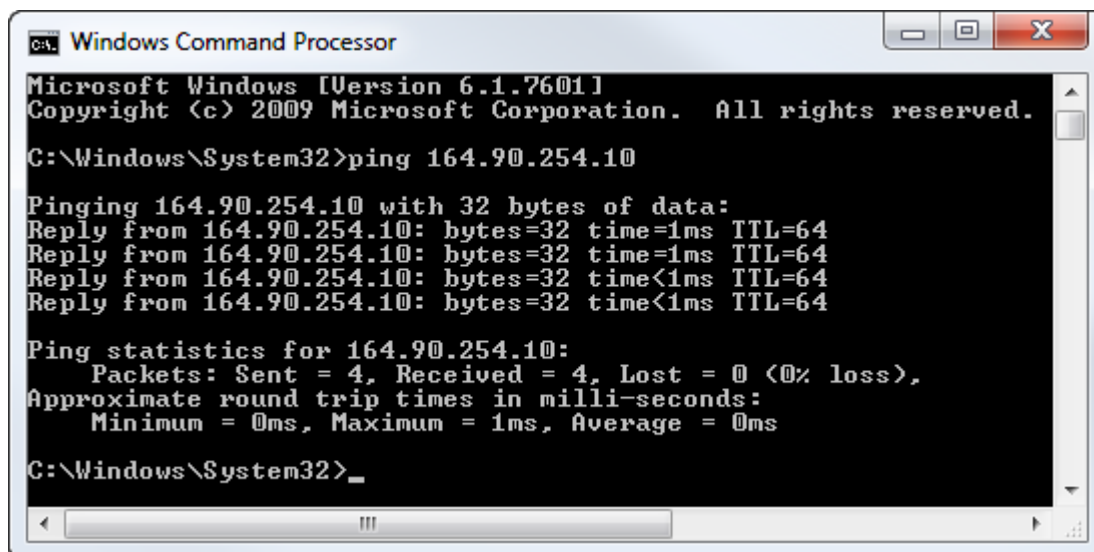 Windows Command Processor
Microsoft Windows [Version 6.1.7601]
Copyright (c) 2009 Microsoft Corporation.  All rights reserved.
C:\Windows\System32>ping 164.90.254.10
Pinging 164.90.254.10 with 32 bytes of data:
Reply from 164.90.254.10: bytes=32 time=1ms TTL=64
Reply from 164.90.254.10: bytes=32 time=1ms TTL=64
Reply from 164.90.254.10: bytes=32 time<1ms TTL=64
Reply from 164.90.254.10: bytes=32 time<1ms TTL=64
Ping statistics for 164.90.254.10:
    Packets: Sent = 4, Received = 4, Lost = 0 (0% loss),
Approximate round trip times in milli-seconds:
    Minimum = 0ms, Maximum = 1ms, Average = 0ms
C:\Windows\System32>_